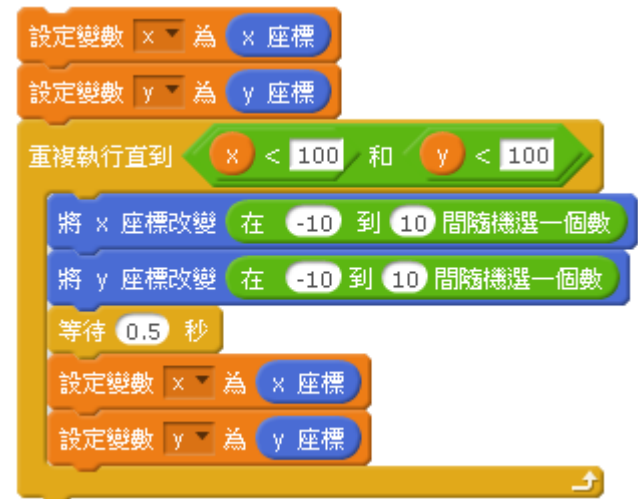 設定變數 x 為 x 座標
設定變數 y 為 y 座標
重複執行直到 x < 100 和 y < 100
將 x 座標改變 在 -10 到 10 間隨機選一個數
將 y 座標改變 在 -10 到 10 間隨機選一個數
等待 0.5 秒
設定變數 x 為 x 座標
設定變數 y 為 y 座標